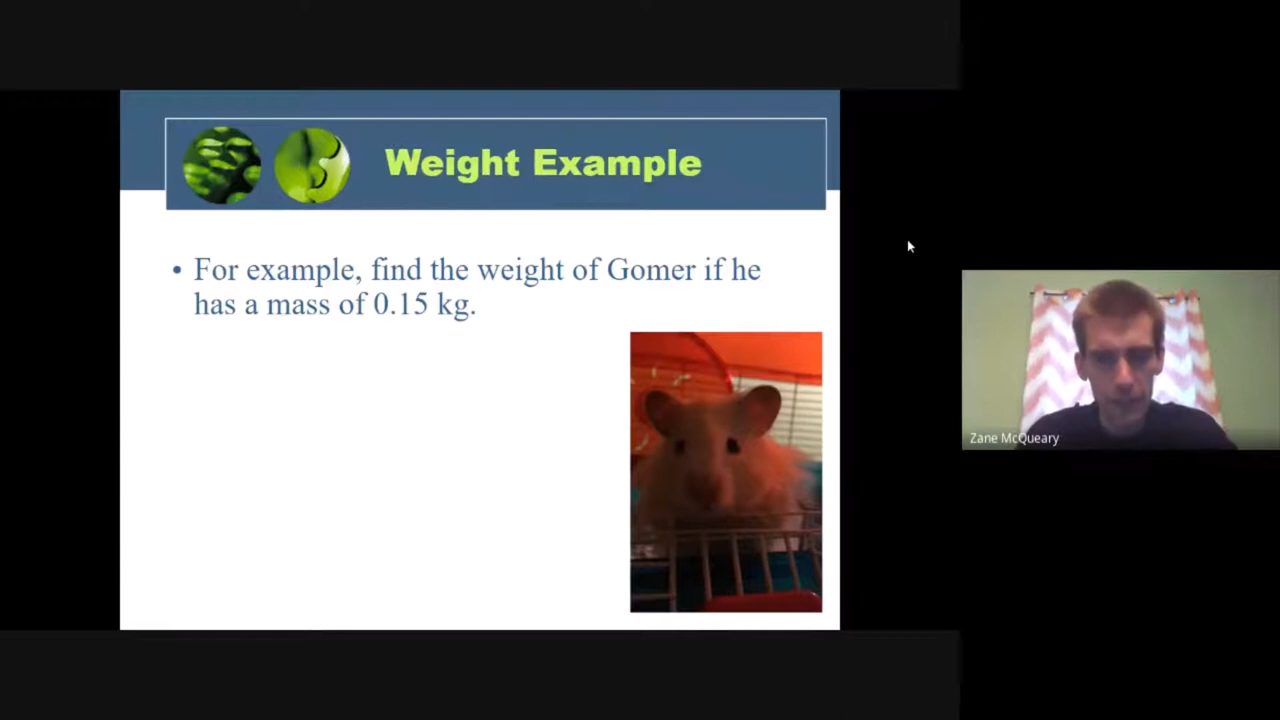 Weight Example
• For example, find the weight of Gomer if he
has a mass of 0.15 kg.
Zane McQueary